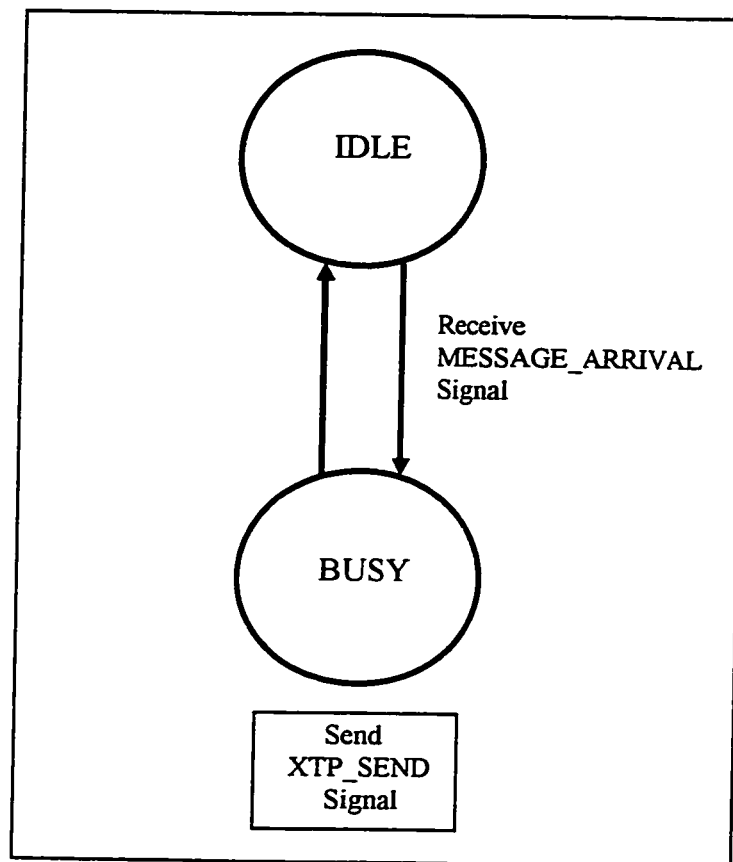 IDLE
Receive
MESSAGE_ARRIVAL
Signal
BUSY
Send
XTP_SEND
Signal